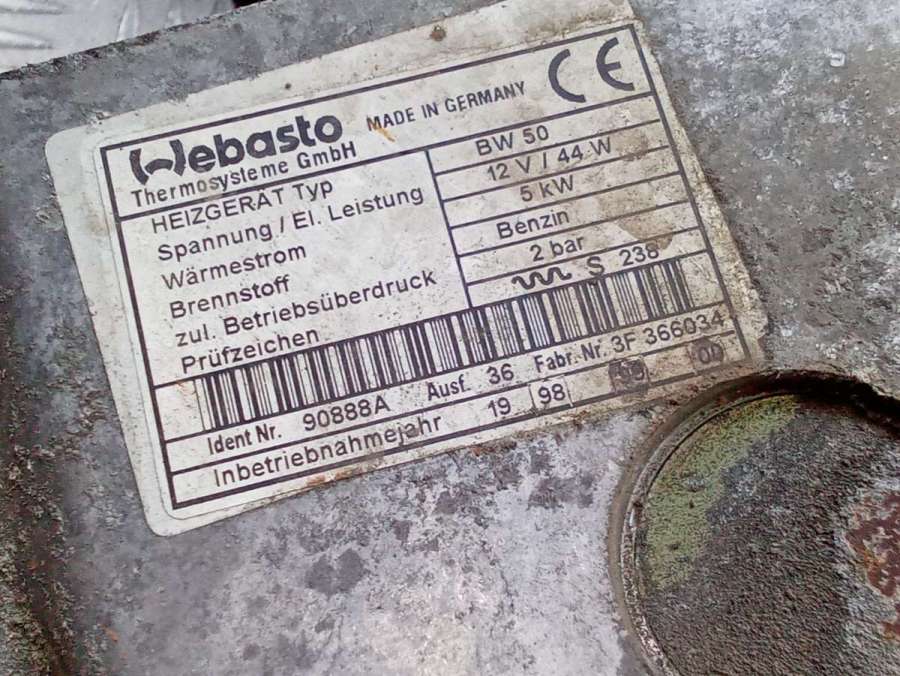 Webasto MADE IN GERMANY CE
Thermosysteme GmbH
HEIZGERÄT Typ BW 50
Spannung / El. Leistung 12 V / 44 W
Wärmestrom 5 kW
Brennstoff Benzin
zul. Betriebsüberdruck 2 bar
Prüfzeichen S 238
Ident Nr. 90888A Ausf. 36 Fabr. Nr. 3F 366034
Inbetriebnahmejahr 19 98 99 00